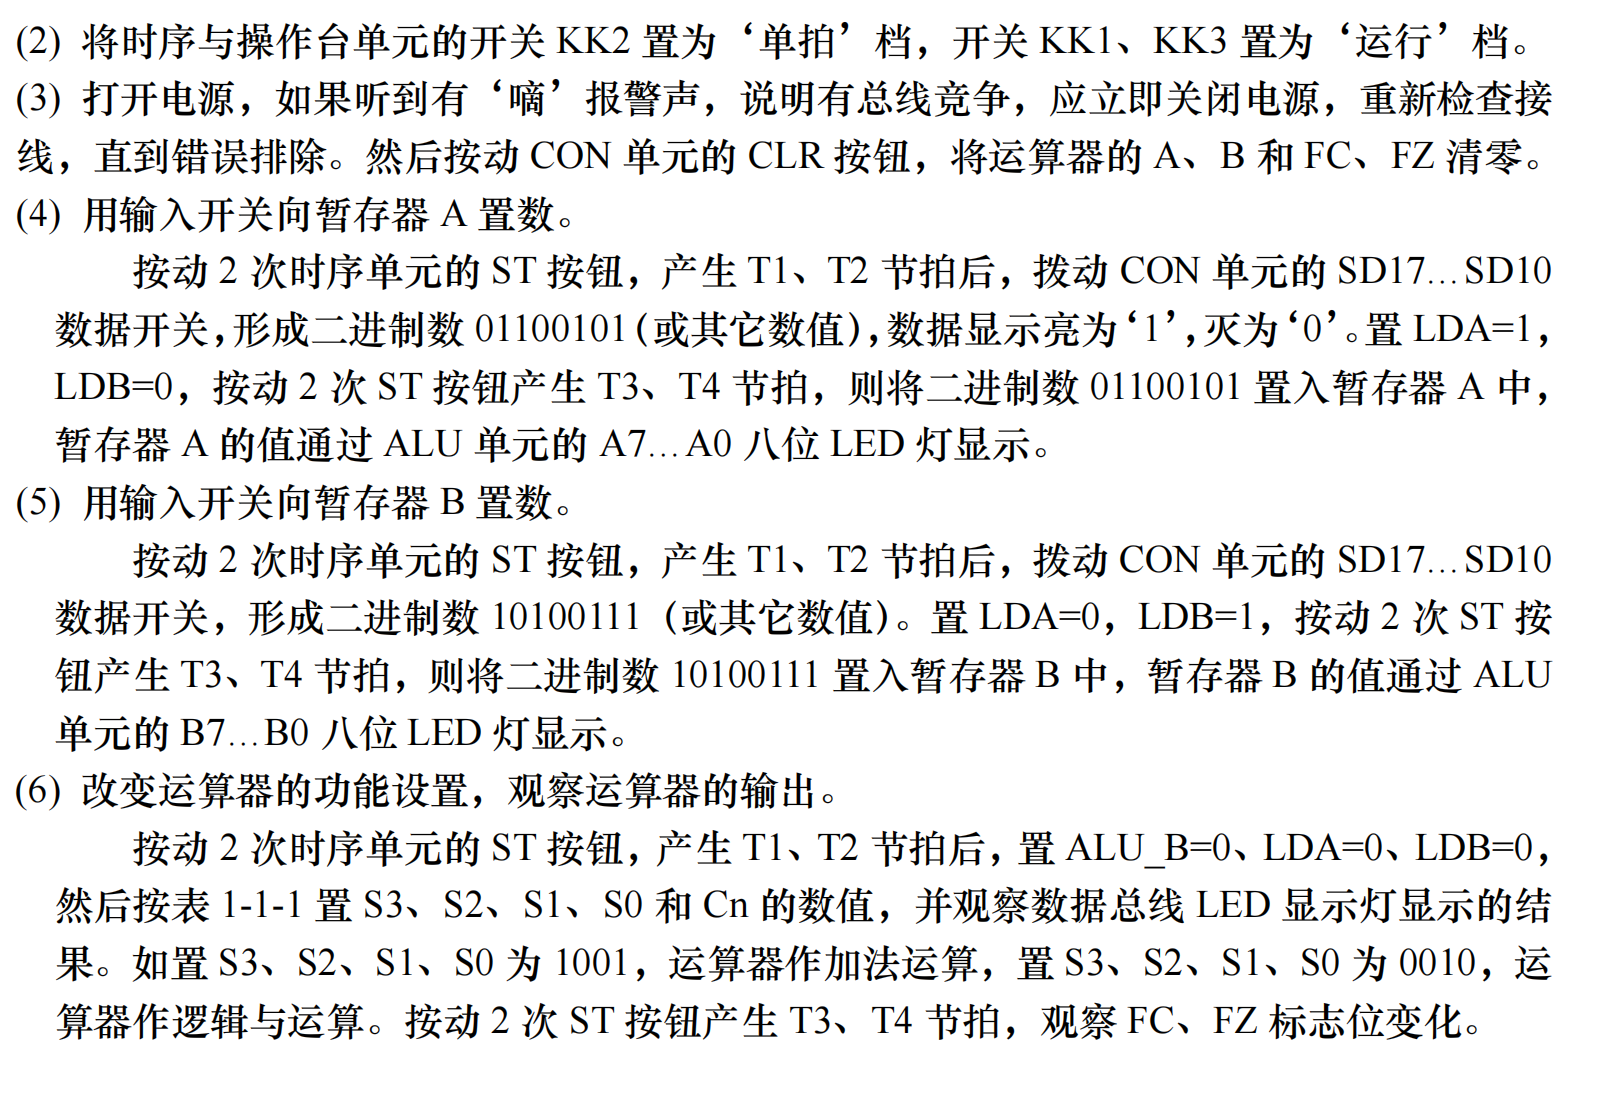 (2) 将时序与操作台单元的开关 KK2 置为‘单拍’档，开关 KK1、KK3 置为‘运行’档。
(3) 打开电源，如果听到有‘嘀’报警声，说明有总线竞争，应立即关闭电源，重新检查接
线，直到错误排除。然后按动 CON 单元的 CLR 按钮，将运算器的 A、B 和 FC、FZ 清零。
(4) 用输入开关向暂存器 A 置数。
按动 2 次时序单元的 ST 按钮，产生 T1、T2 节拍后，拨动 CON 单元的 SD17…SD10
数据开关，形成二进制数 01100101（或其它数值），数据显示亮为‘1’，灭为‘0’。置 LDA=1，
LDB=0，按动 2 次 ST 按钮产生 T3、T4 节拍，则将二进制数 01100101 置入暂存器 A 中，
暂存器 A 的值通过 ALU 单元的 A7…A0 八位 LED 灯显示。
(5) 用输入开关向暂存器 B 置数。
按动 2 次时序单元的 ST 按钮，产生 T1、T2 节拍后，拨动 CON 单元的 SD17…SD10
数据开关，形成二进制数 10100111（或其它数值）。置 LDA=0，LDB=1，按动 2 次 ST 按
钮产生 T3、T4 节拍，则将二进制数 10100111 置入暂存器 B 中，暂存器 B 的值通过 ALU
单元的 B7…B0 八位 LED 灯显示。
(6) 改变运算器的功能设置，观察运算器的输出。
按动 2 次时序单元的 ST 按钮，产生 T1、T2 节拍后，置 ALU_B=0、LDA=0、LDB=0，
然后按表 1-1-1 置 S3、S2、S1、S0 和 Cn 的数值，并观察数据总线 LED 显示灯显示的结
果。如置 S3、S2、S1、S0 为 1001，运算器作加法运算，置 S3、S2、S1、S0 为 0010，运
算器作逻辑与运算。按动 2 次 ST 按钮产生 T3、T4 节拍，观察 FC、FZ 标志位变化。